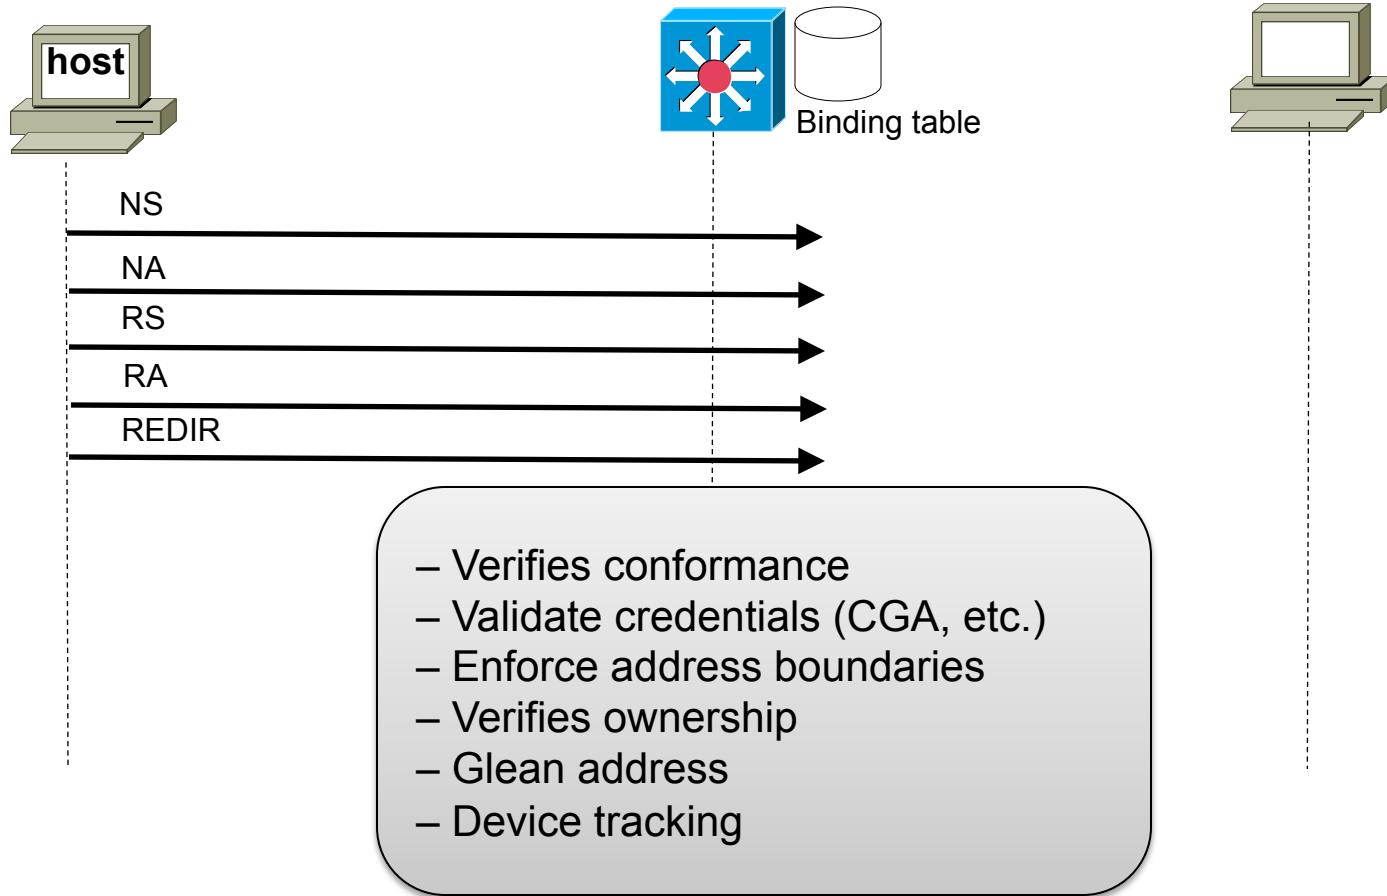 host
Binding table
NS
NA
RS
RA
REDIR
– Verifies conformance
– Validate credentials (CGA, etc.)
– Enforce address boundaries
– Verifies ownership
– Glean address
– Device tracking